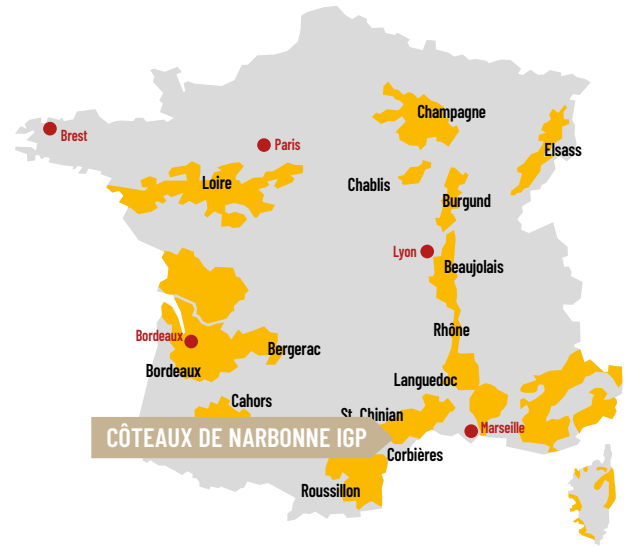 Champagne
Brest
Paris
Elsass
Loire
Chablis
Burgund
Lyon
Beaujolais
Rhône
Bordeaux
Bergerac
Bordeaux
Languedoc
Cahors
St. Chinian
Marseille
CÔTEAUX DE NARBONNE IGP
Corbières
Roussillon